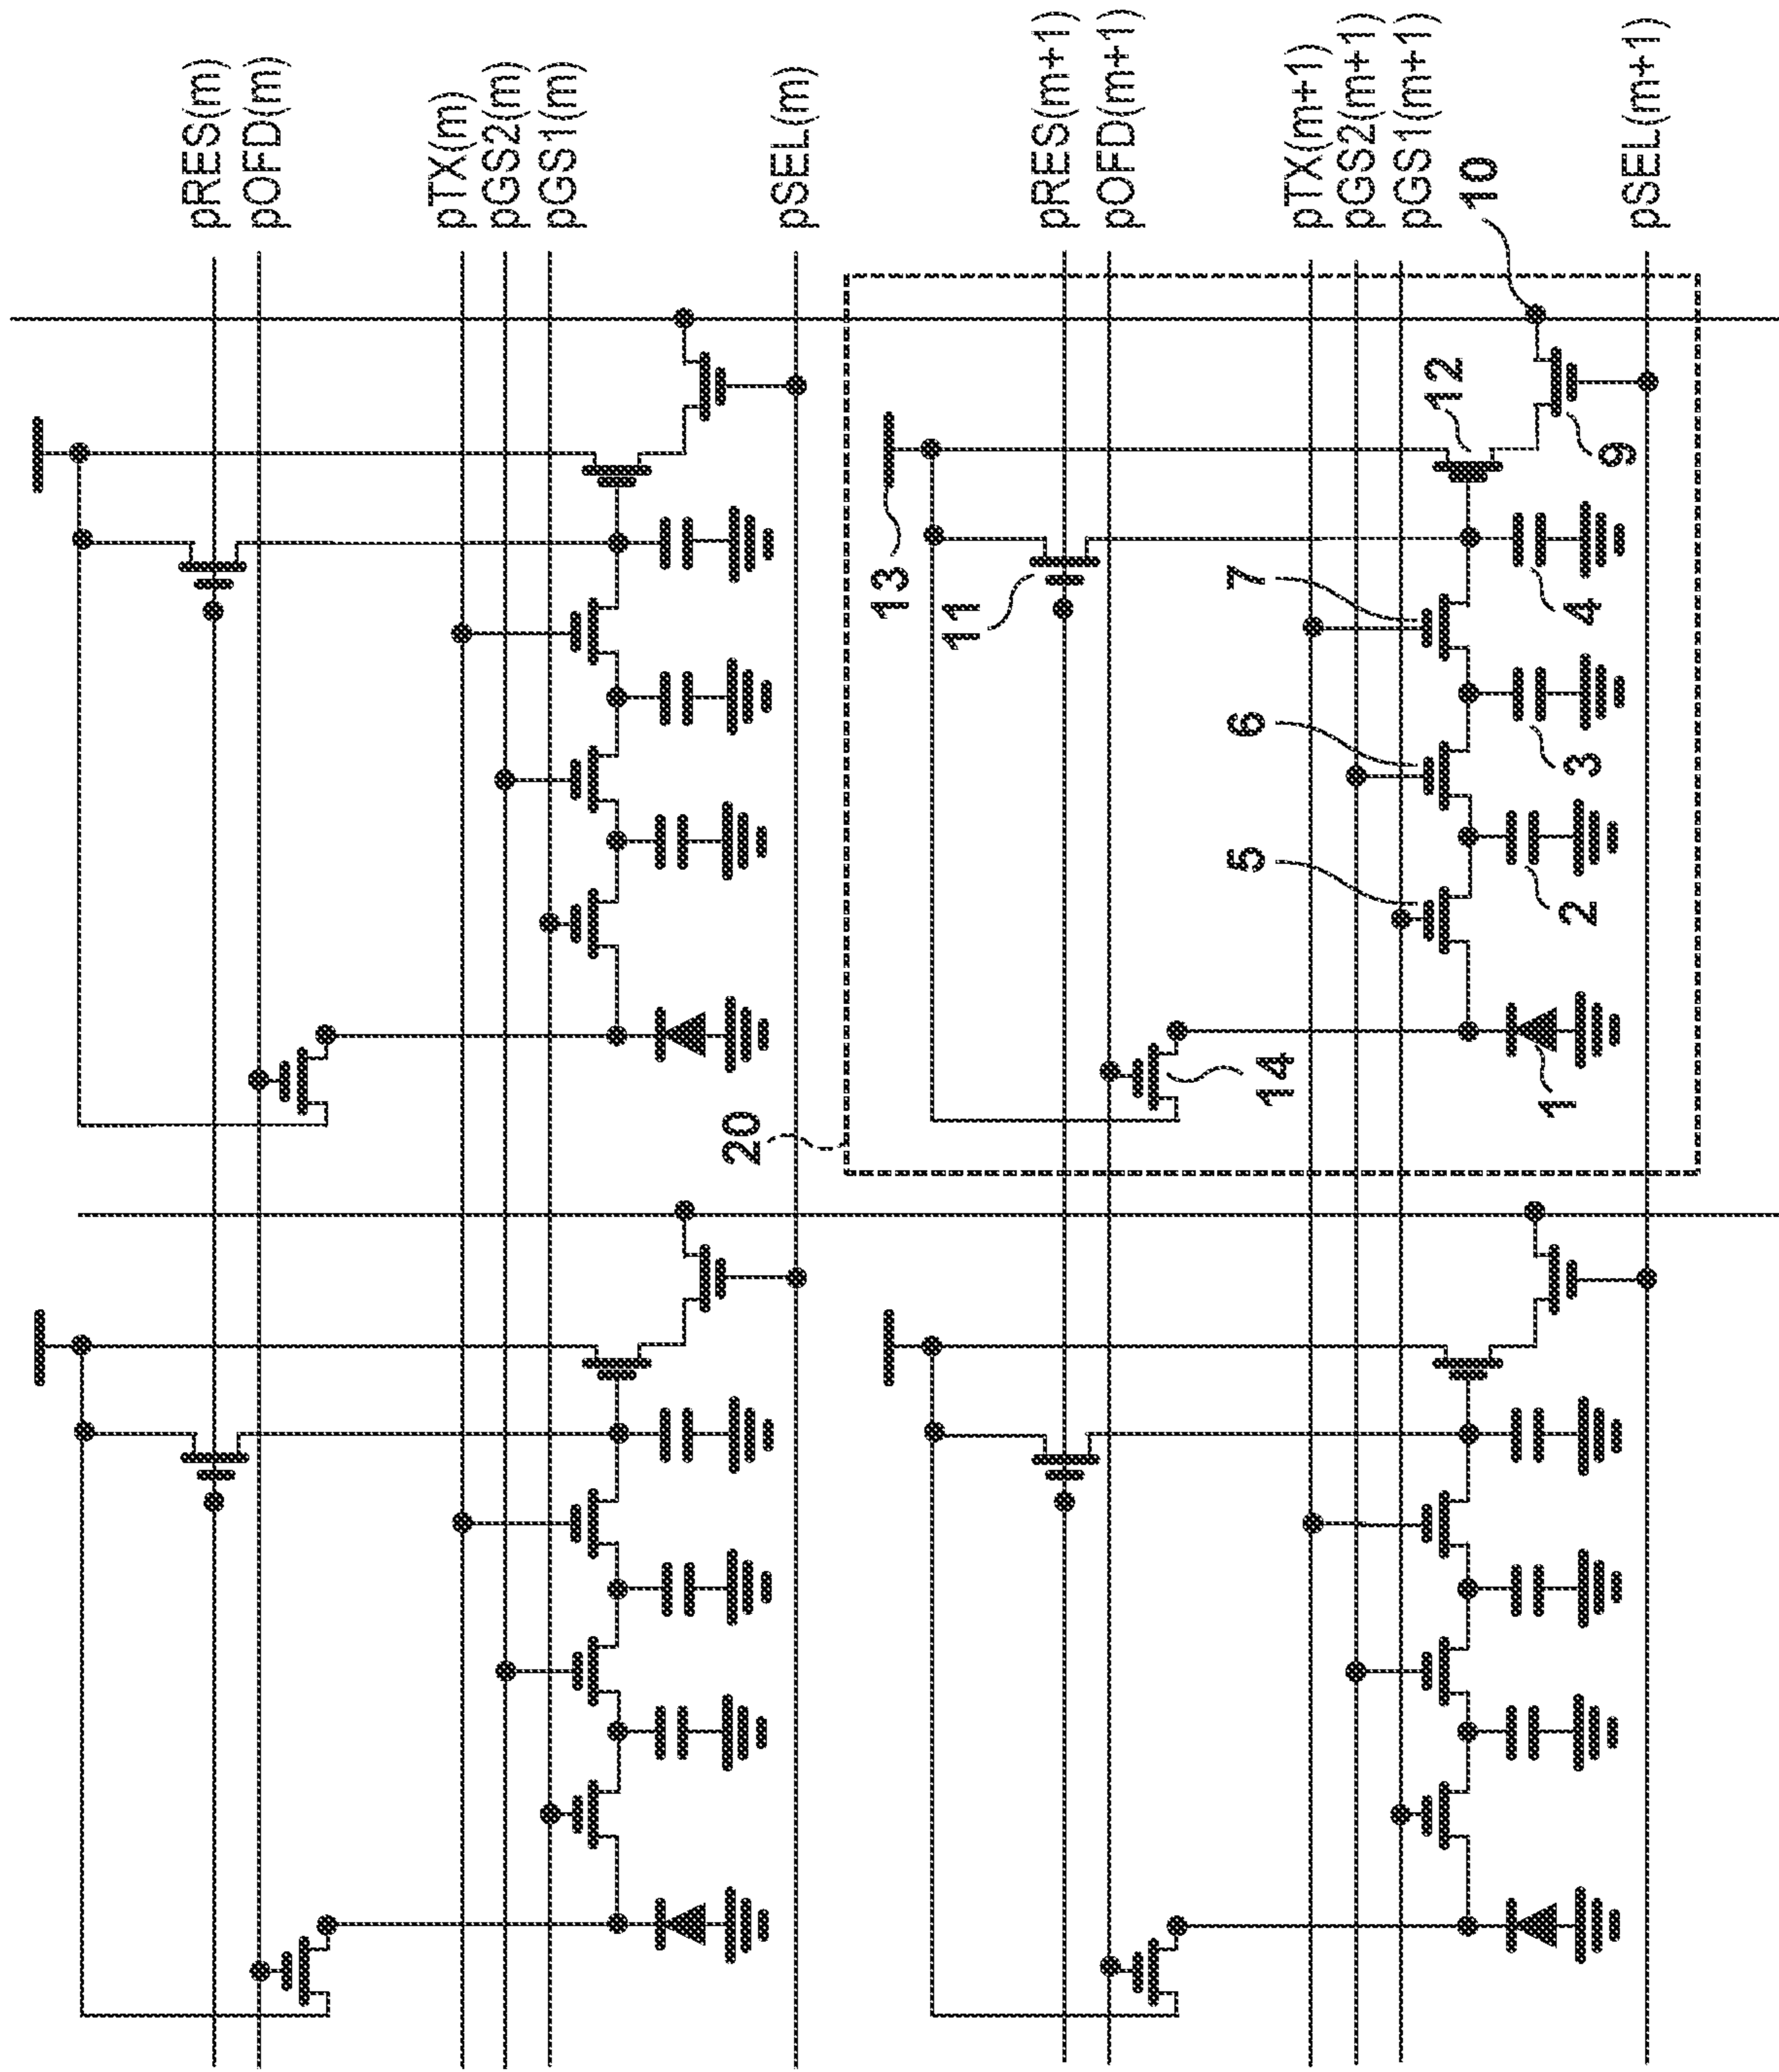 pRES(m)
pOFD(m)
pTX(m)
pGS2(m)
pGS1(m)
pSEL(m)
20
pRES(m+1)
pOFD(m+1)
pTX(m+1)
pGS2(m+1)
pGS1(m+1)
pSEL(m+1)
13
11
14
7
6
5
10
12
9
4
3
2
1